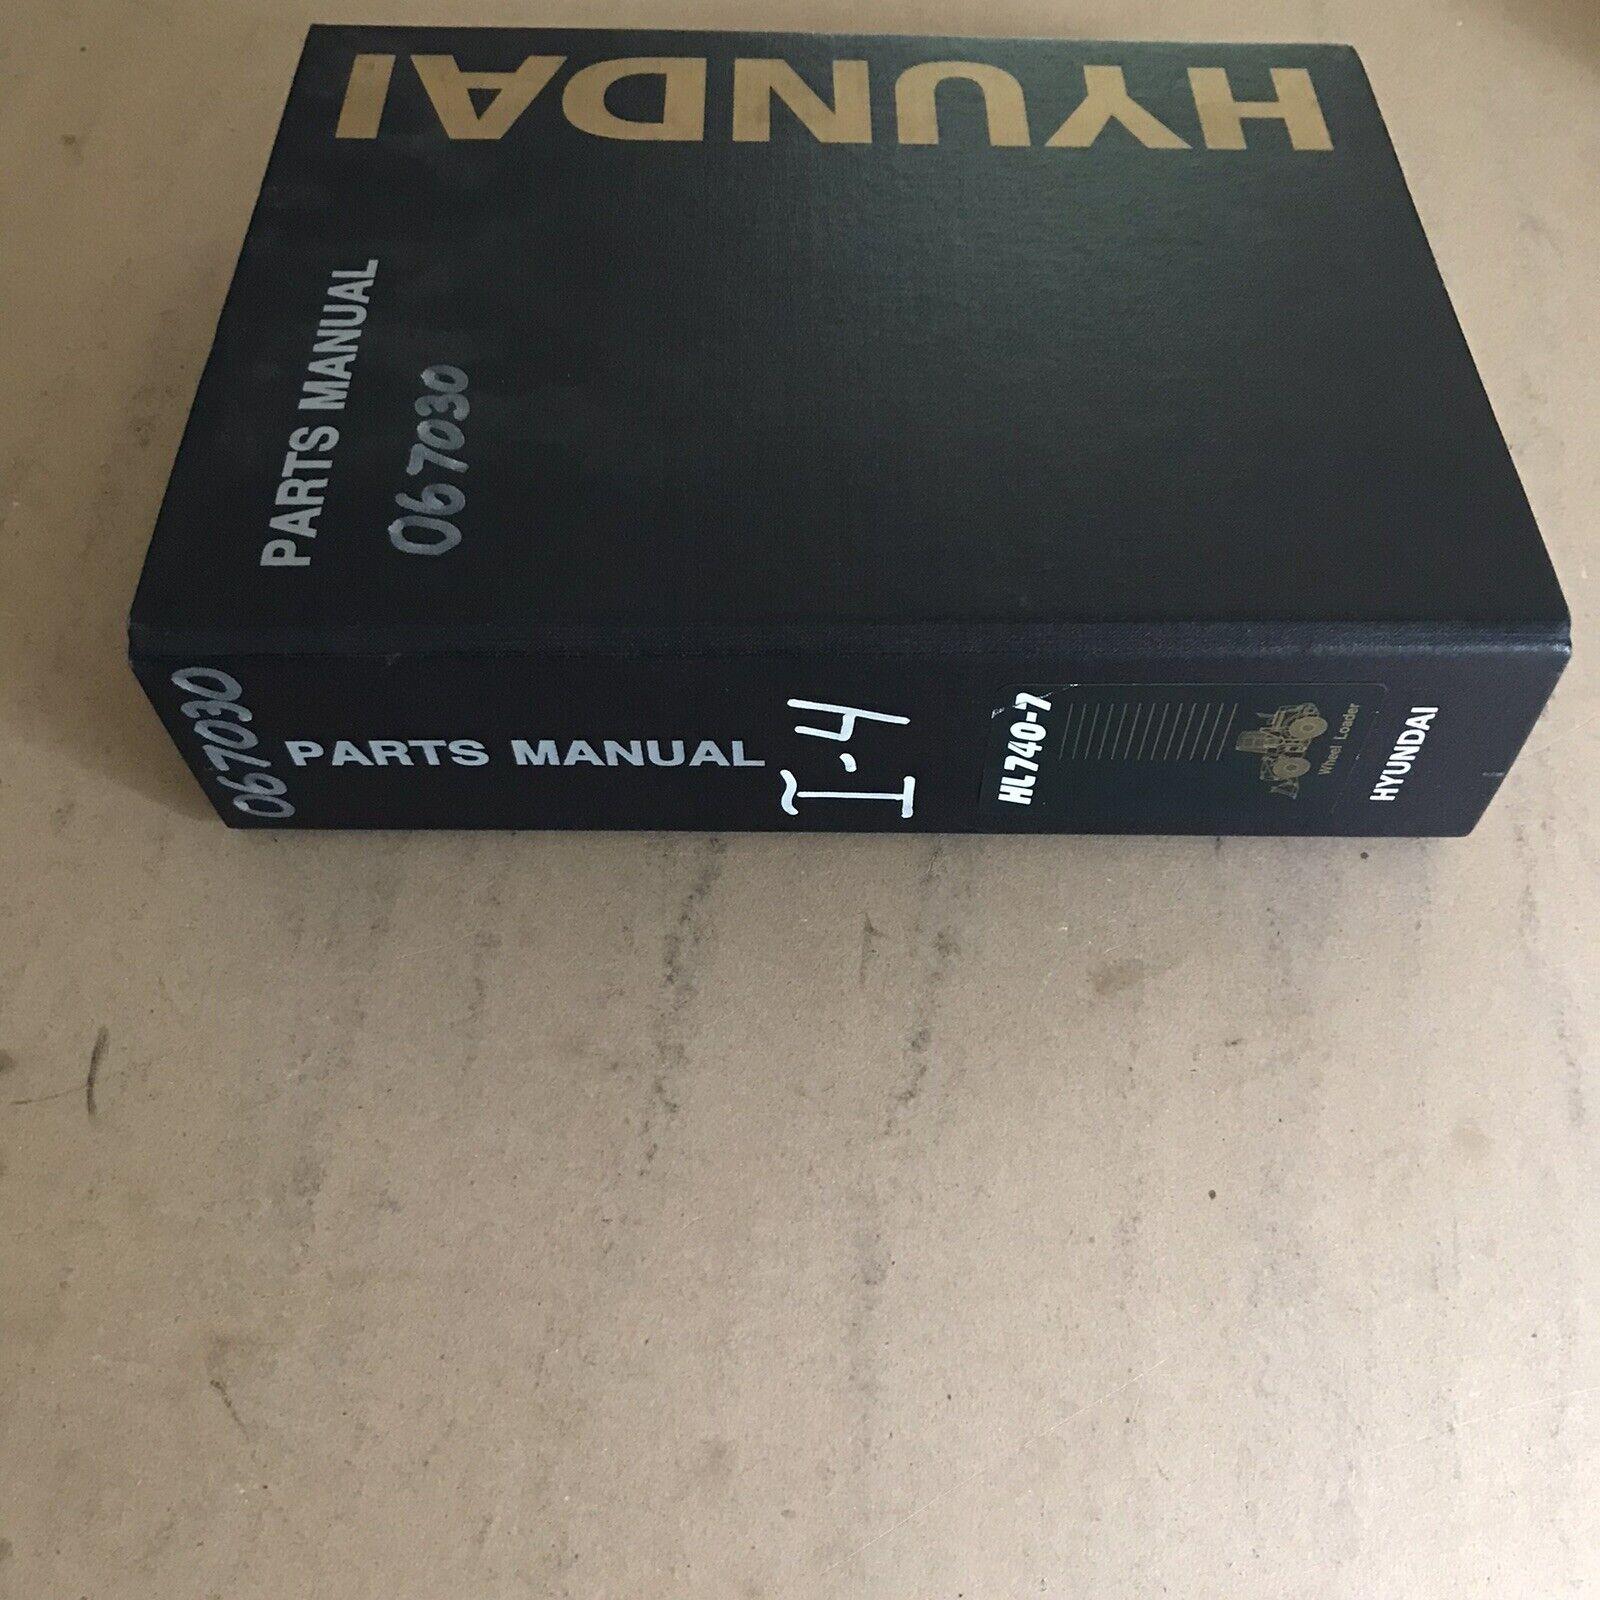 HYUNDAI
PARTS MANUAL
067030
067030
PARTS MANUAL
I-4
HL740-7
Wheel Loader
HYUNDAI